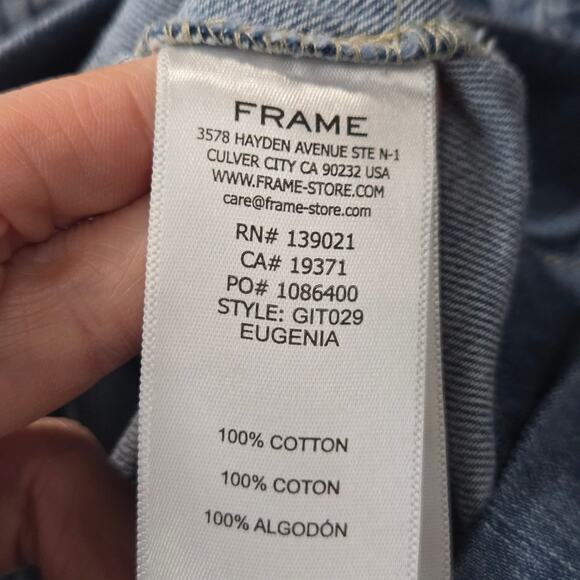 FRAME
3578 HAYDEN AVENUE STE N-1
CULVER CITY CA 90232 USA
WWW.FRAME-STORE.COM
care@frame-store.com
RN# 139021
CA# 19371
PO# 1086400
STYLE: GIT029
EUGENIA
100% COTTON
100% COTON
100% ALGODÓN